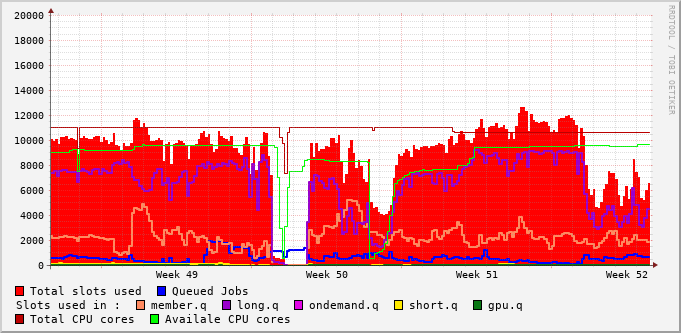 RRDTOOL / TOBI OETIKER
20000
18000
16000
14000
12000
10000
8000
6000
4000
2000
0
Week 49 Week 50 Week 51 Week 52
Total slots used Queued Jobs
Slots used in : member.q long.q ondemand.q short.q gpu.q
Total CPU cores Availale CPU cores